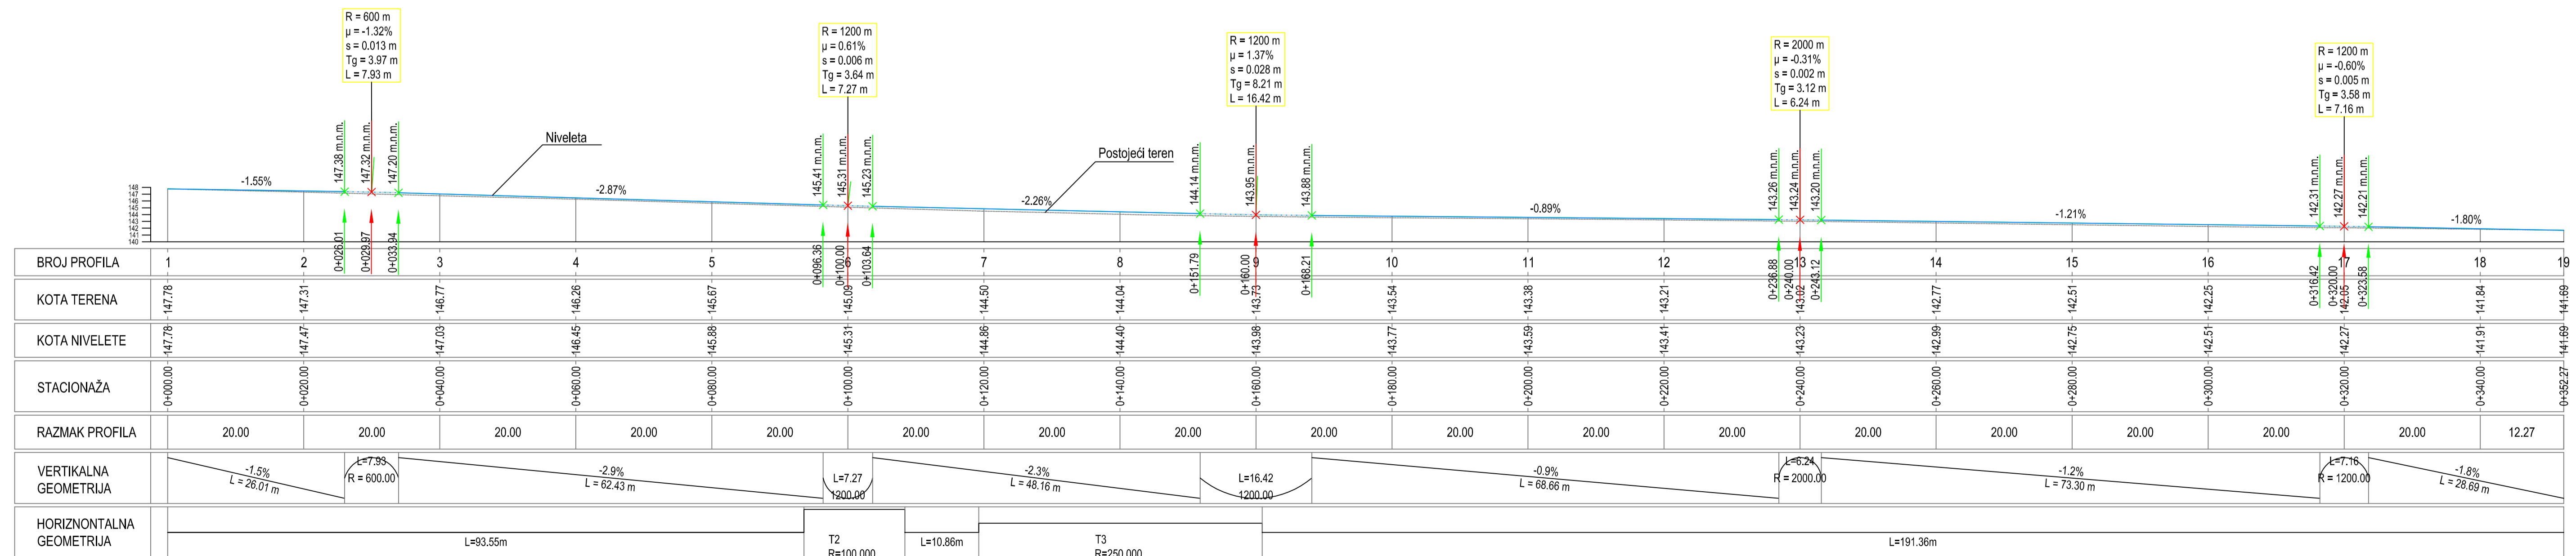 R = 600 m
µ = -1.32%
s = 0.013 m
Tg = 3.97 m
L = 7.93 m
R = 1200 m
µ = 0.61%
s = 0.006 m
Tg = 3.64 m
L = 7.27 m
R = 1200 m
µ = 1.37%
s = 0.028 m
Tg = 8.21 m
L = 16.42 m
R = 2000 m
µ = -0.31%
s = 0.002 m
Tg = 3.12 m
L = 6.24 m
R = 1200 m
µ = -0.60%
s = 0.005 m
Tg = 3.58 m
L = 7.16 m
147.38 m.n.m.
147.32 m.n.m.
147.20 m.n.m.
145.41 m.n.m.
145.31 m.n.m.
145.23 m.n.m.
144.14 m.n.m.
143.95 m.n.m.
143.88 m.n.m.
143.26 m.n.m.
143.24 m.n.m.
143.20 m.n.m.
142.31 m.n.m.
142.27 m.n.m.
142.21 m.n.m.
Niveleta
Postojeći teren
-1.55%
-2.87%
-2.26%
-0.89%
-1.21%
-1.80%
148
147
146
145
144
143
142
141
140
0+026.01
0+029.97
0+033.94
0+096.36
0+100.00
0+103.64
0+151.79
0+160.00
0+168.21
0+236.88
0+240.00
0+243.12
0+316.42
0+320.00
0+323.58
BROJ PROFILA
1 2 3 4 5 6 7 8 9 10 11 12 13 14 15 16 17 18 19
KOTA TERENA
147.78 147.31 146.77 146.26 145.67 145.09 144.50 144.04 143.73 143.54 143.38 143.21 143.02 142.77 142.51 142.25 142.05 141.84 141.69
KOTA NIVELETE
147.78 147.47 147.03 146.45 145.88 145.31 144.86 144.40 143.98 143.77 143.59 143.41 143.23 142.99 142.75 142.51 142.27 141.91 141.69
STACIONAŽA
0+000.00 0+020.00 0+040.00 0+060.00 0+080.00 0+100.00 0+120.00 0+140.00 0+160.00 0+180.00 0+200.00 0+220.00 0+240.00 0+260.00 0+280.00 0+300.00 0+320.00 0+340.00 0+352.27
RAZMAK PROFILA
20.00 20.00 20.00 20.00 20.00 20.00 20.00 20.00 20.00 20.00 20.00 20.00 20.00 20.00 20.00 20.00 20.00 12.27
VERTIKALNA
GEOMETRIJA
-1.5%
L = 26.01 m
L=7.93
R = 600.00
-2.9%
L = 62.43 m
L=7.27
1200.00
-2.3%
L = 48.16 m
L=16.42
1200.00
-0.9%
L = 68.66 m
L=6.24
R = 2000.00
-1.2%
L = 73.30 m
L=7.16
R = 1200.00
-1.8%
L = 28.69 m
HORIZNONTALNA
GEOMETRIJA
L=93.55m
T2
R=100.000
L=10.86m
T3
R=250.000
L=191.36m